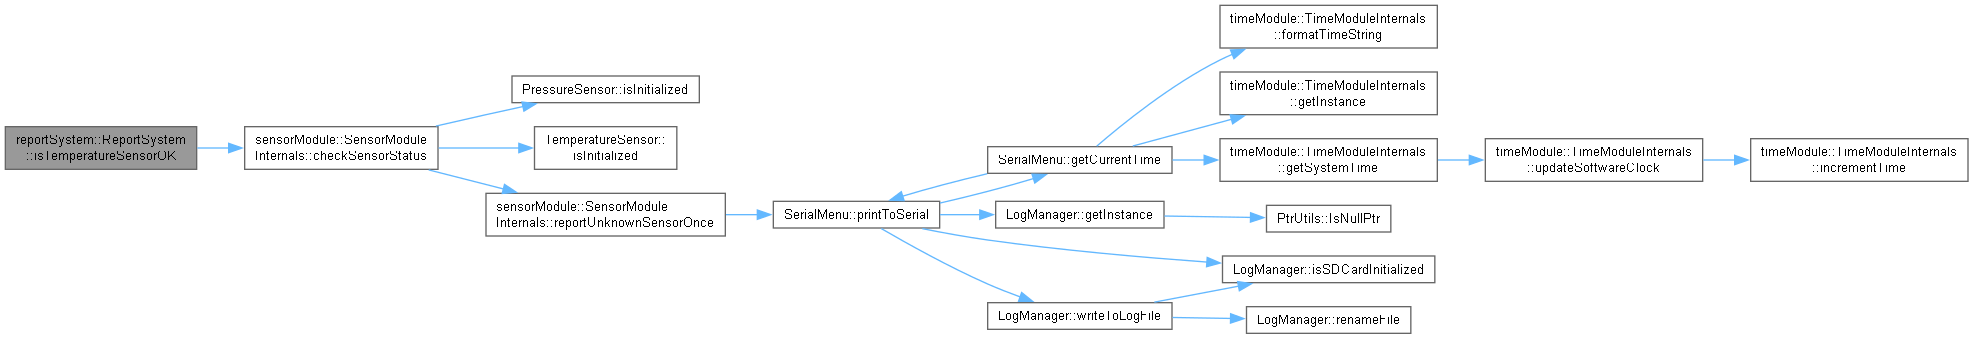 reportSystem::ReportSystem
::isTemperatureSensorOK
sensorModule::SensorModule
Internals::checkSensorStatus
PressureSensor::isInitialized
TemperatureSensor::
isInitialized
sensorModule::SensorModule
Internals::reportUnknownSensorOnce
SerialMenu::printToSerial
SerialMenu::getCurrentTime
LogManager::getInstance
LogManager::writeToLogFile
timeModule::TimeModuleInternals
::formatTimeString
timeModule::TimeModuleInternals
::getInstance
timeModule::TimeModuleInternals
::getSystemTime
PtrUtils::IsNullPtr
LogManager::isSDCardInitialized
LogManager::renameFile
timeModule::TimeModuleInternals
::updateSoftwareClock
timeModule::TimeModuleInternals
::incrementTime